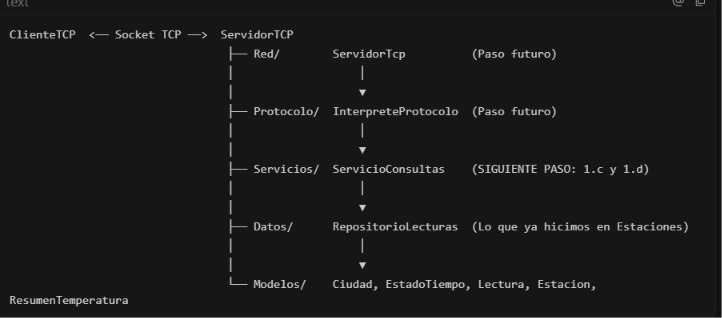 text
ClienteTCP <── Socket TCP ──> ServidorTCP
├── Red/ ServidorTcp (Paso futuro)
│ │
│ ▼
├── Protocolo/ InterpreteProtocolo (Paso futuro)
│ │
│ ▼
├── Servicios/ ServicioConsultas (SIGUIENTE PASO: 1.c y 1.d)
│ │
│ ▼
├── Datos/ RepositorioLecturas (Lo que ya hicimos en Estaciones)
│ │
│ ▼
└── Modelos/ Ciudad, EstadoTiempo, Lectura, Estacion,
ResumenTemperatura